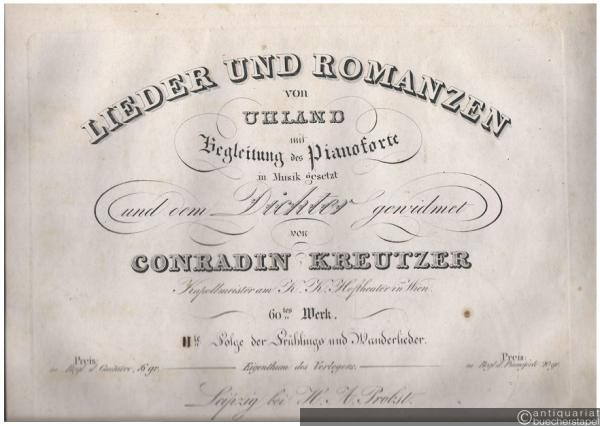 LIEDER UND ROMANZEN
von
UHLAND
mit
Begleitung des Pianoforte
in Musik gesetzt
und dem Dichter gewidmet
von
CONRADIN KREUTZER
Kapellmeister am K. K. Hoftheater in Wien.
60tes Werk.
IIte Folge der Frühlings und Wanderlieder.
Preis Preis
Eigenthum des Verlegers.
Leipzig bei H. A. Probst.
antiquariat
buecherstapel